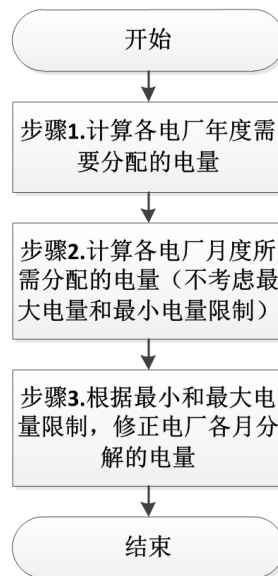 开始
步骤1.计算各电厂年度需
要分配的电量
步骤2.计算各电厂月度所
需分配的电量（不考虑最
大电量和最小电量限制）
步骤3.根据最小和最大电
量限制，修正电厂各月分
解的电量
结束